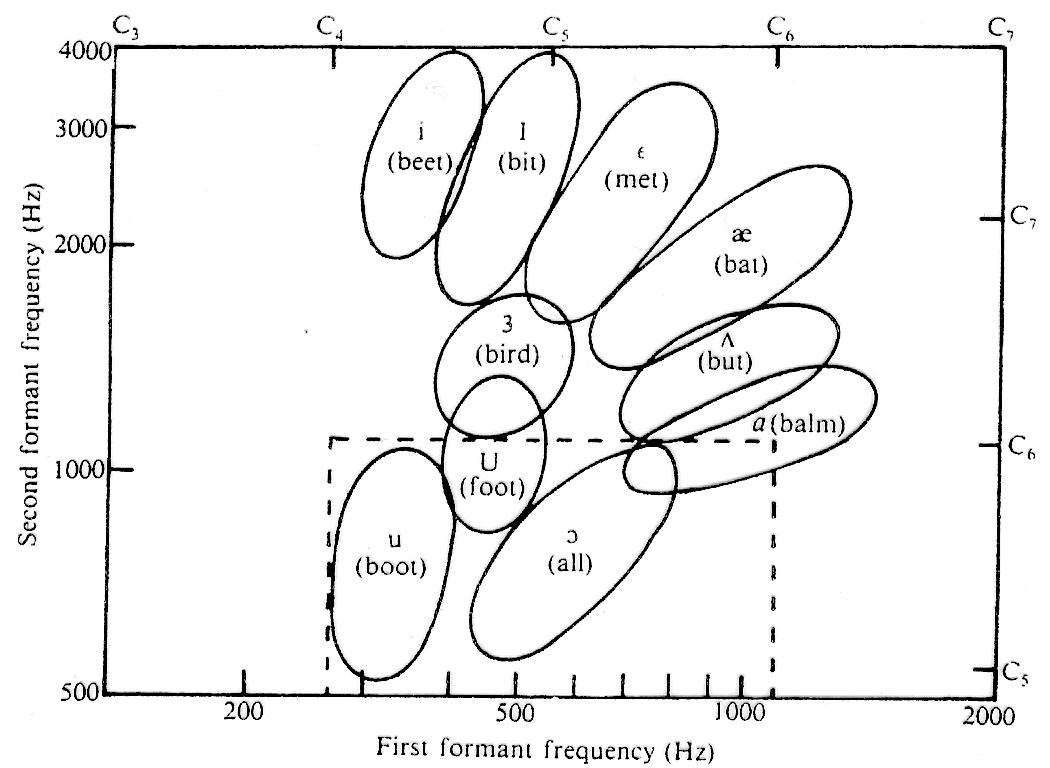 C3 C4 C5 C6 C7
4000
3000
2000
1000
500
Second formant frequency (Hz)
i
(beet)
I
(bit)
ϵ
(met)
æ
(bat)
3
(bird)
Λ
(but)
a (balm)
U
(foot)
u
(boot)
ɔ
(all)
C7
C6
C5
200 500 1000 2000
First formant frequency (Hz)